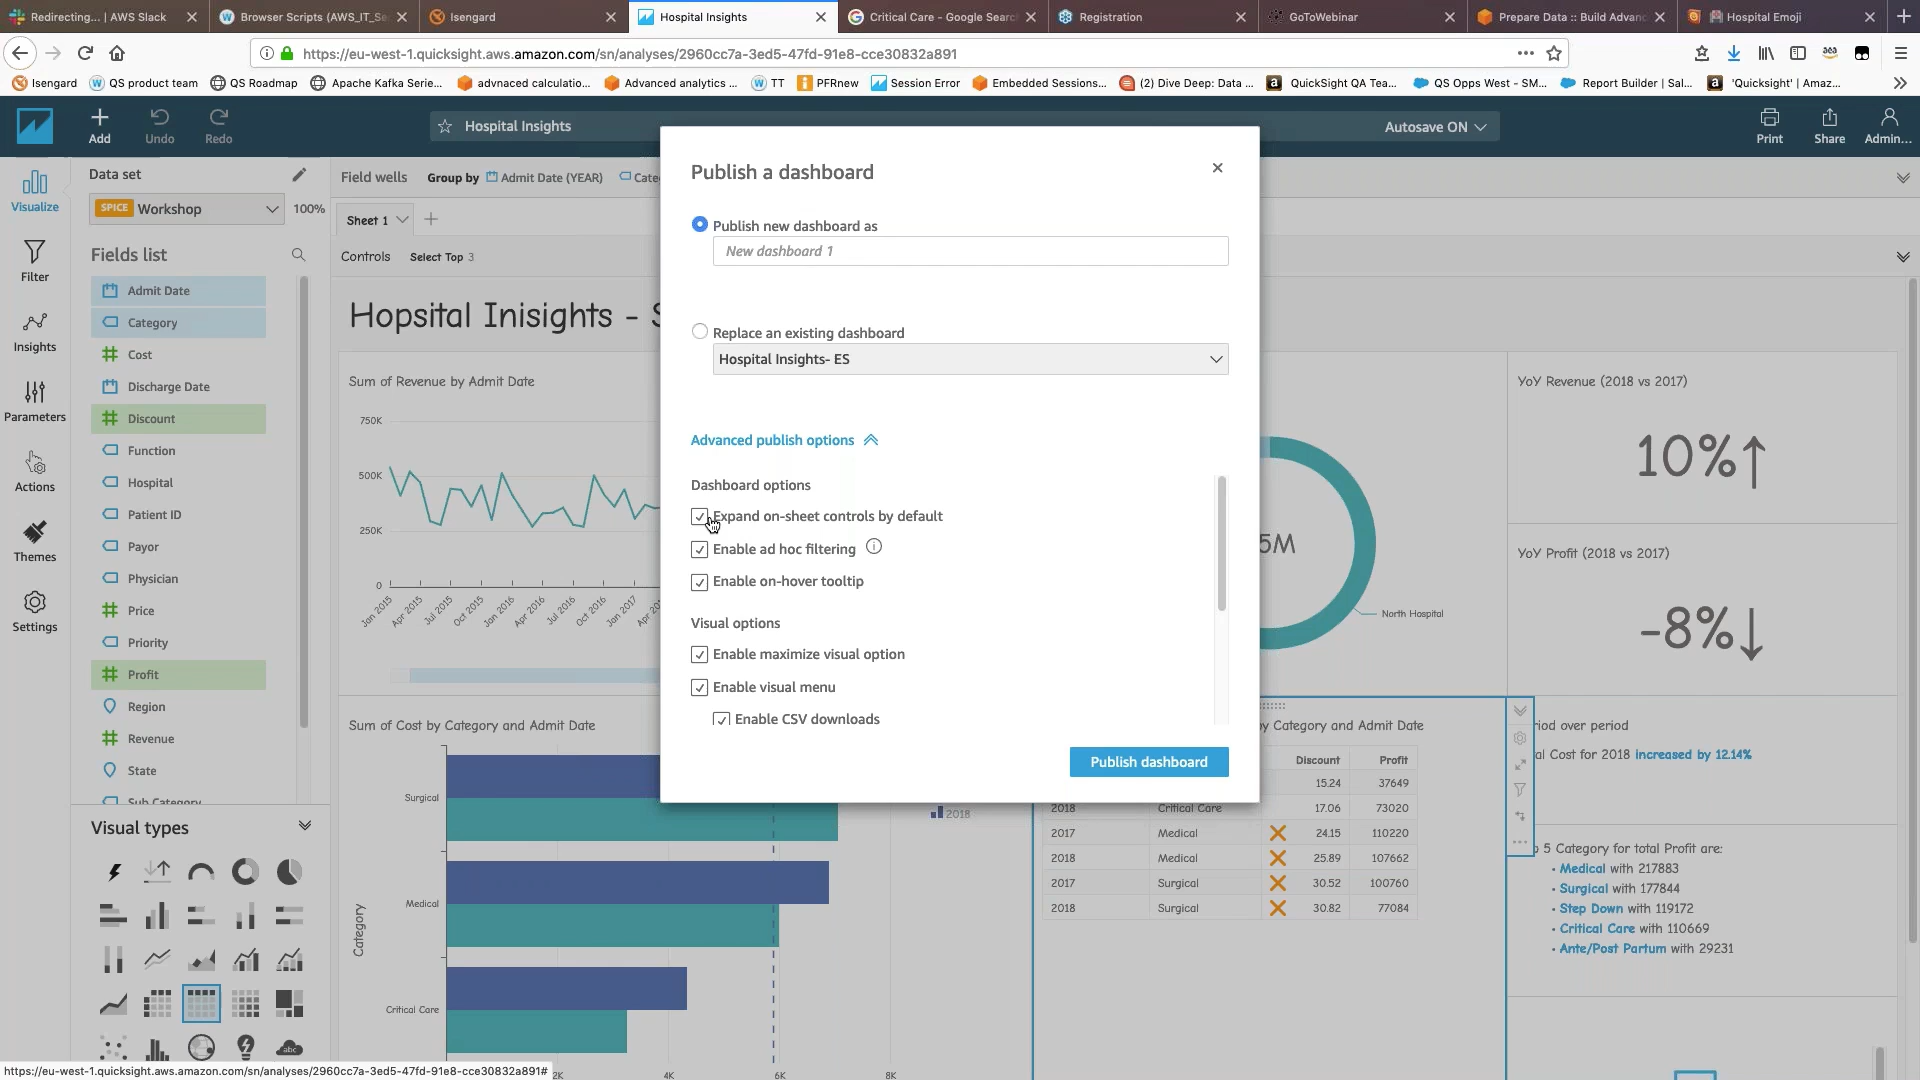 Redirecting... | AWS Slack
Browser Scripts (AWS_IT_Se
Isengard
Hospital Insights
Critical Care - Google Search
Registration
GoToWebinar
Prepare Data :: Build Advanc
Hospital Emoji
https://eu-west-1.quicksight.aws.amazon.com/sn/analyses/2960cc7a-3ed5-47fd-91e8-cce30832a891
Isengard
QS product team
QS Roadmap
Apache Kafka Serie...
advnaced calculatio...
Advanced analytics ...
TT
PFRnew
Session Error
Embedded Sessions...
(2) Dive Deep: Data ...
QuickSight QA Tea...
QS Opps West - SM...
Report Builder | Sal...
'Quicksight' | Amaz...
Add
Undo
Redo
Hospital Insights
Autosave ON
Print
Share
Admin...
Visualize
Filter
Insights
Parameters
Actions
Themes
Settings
Data set
SPICE Workshop
100%
Fields list
Admit Date
Category
Cost
Discharge Date
Discount
Function
Hospital
Patient ID
Payor
Physician
Price
Priority
Profit
Region
Revenue
State
Sub Category
Visual types
Field wells
Group by
Admit Date (YEAR)
Sheet 1
Controls
Select Top 3
Hopsital Inisights - S
Sum of Revenue by Admit Date
750K
500K
250K
0
Jan 2015
Apr 2015
Jul 2015
Oct 2015
Jan 2016
Apr 2016
Jul 2016
Oct 2016
Jan 2017
Sum of Cost by Category and Admit Date
Category
Surgical
Medical
Critical Care
2K
4K
6K
8K
2018
Publish a dashboard
Publish new dashboard as
New dashboard 1
Replace an existing dashboard
Hospital Insights- ES
Advanced publish options
Dashboard options
Expand on-sheet controls by default
Enable ad hoc filtering
Enable on-hover tooltip
Visual options
Enable maximize visual option
Enable visual menu
Enable CSV downloads
Publish dashboard
5M
North Hospital
YoY Revenue (2018 vs 2017)
10%↑
YoY Profit (2018 vs 2017)
-8%↓
by Category and Admit Date
Discount Profit
15.24 37649
2018 Critical Care 17.06 73020
2017 Medical 24.15 110220
2018 Medical 25.89 107662
2017 Surgical 30.52 100760
2018 Surgical 30.82 77084
iod over period
al Cost for 2018 increased by 12.14%
5 Category for total Profit are:
• Medical with 217883
• Surgical with 177844
• Step Down with 119172
• Critical Care with 110669
• Ante/Post Partum with 29231
https://eu-west-1.quicksight.aws.amazon.com/sn/analyses/2960cc7a-3ed5-47fd-91e8-cce30832a891#